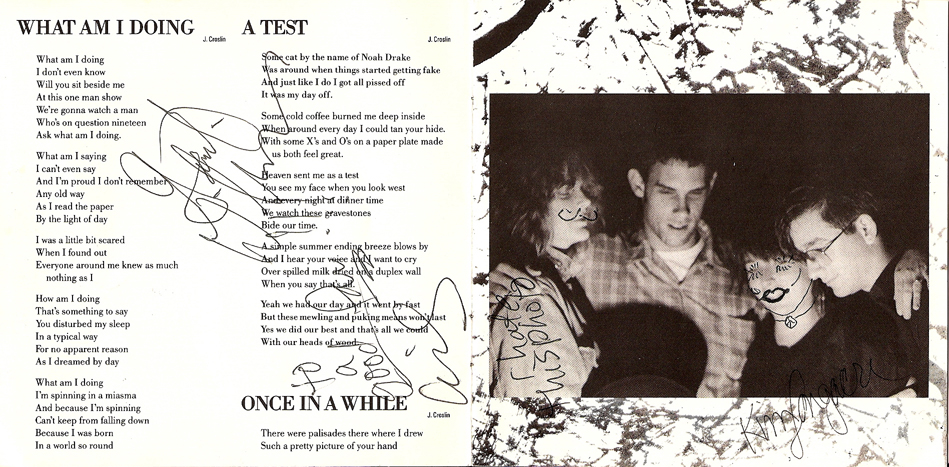 WHAT AM I DOING
J. Croslin
What am I doing
I don't even know
Will you sit beside me
At this one man show
We're gonna watch a man
Who's on question nineteen
Ask what am I doing.
What am I saying
I can't even say
And I'm proud I don't remember
Any old way
As I read the paper
By the light of day
I was a little bit scared
When I found out
Everyone around me knew as much
nothing as I
How am I doing
That's something to say
You disturbed my sleep
In a typical way
For no apparent reason
As I dreamed by day
What am I doing
I'm spinning in a miasma
And because I'm spinning
Can't keep from falling down
Because I was born
In a world so round
A TEST
J. Croslin
Some cat by the name of Noah Drake
Was around when things started getting fake
And just like I do I got all pissed off
It was my day off.
Some cold coffee burned me deep inside
When around every day I could tan your hide.
With some X's and O's on a paper plate made
us both feel great.
Heaven sent me as a test
You see my face when you look west
And every night at dinner time
We watch these gravestones
Bide our time.
A simple summer ending breeze blows by
And I hear your voice and I want to cry
Over spilled milk dried on a duplex wall
When you say that's all.
Yeah we had our day and it went by fast
But these mewling and puking means won't last
Yes we did our best and that's all we could
With our heads of wood.
ONCE IN A WHILE
J. Croslin
There were palisades there where I drew
Such a pretty picture of your hand